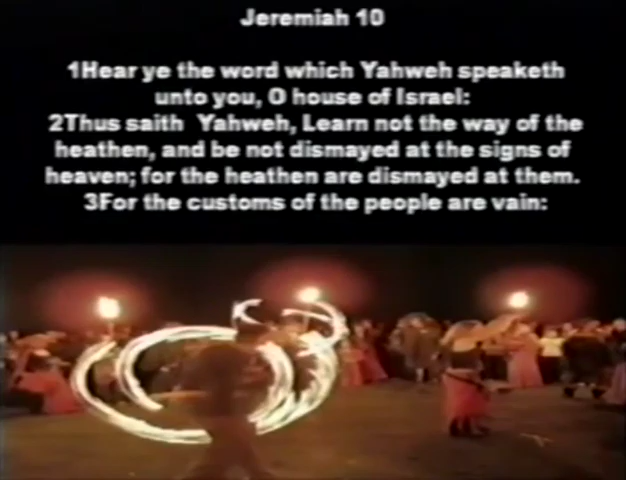 Jeremiah 10
1Hear ye the word which Yahweh speaketh
unto you, O house of Israel:
2Thus saith  Yahweh, Learn not the way of the
heathen, and be not dismayed at the signs of
heaven; for the heathen are dismayed at them.
3For the customs of the people are vain: